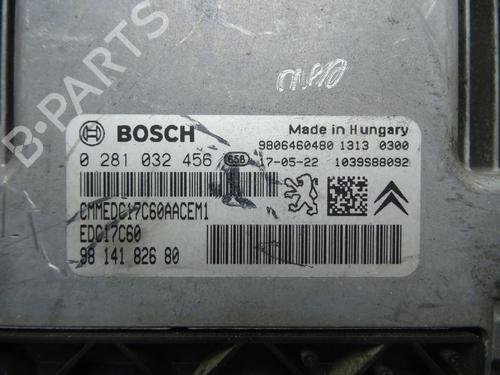 B-PARTS
BOSCH
Made in Hungary
9806460480 1313 0300
0 281 032 456 656 17-05-22 1039S88092
CMMEDC17C60AACEM1
EDC17C60
98 141 826 80